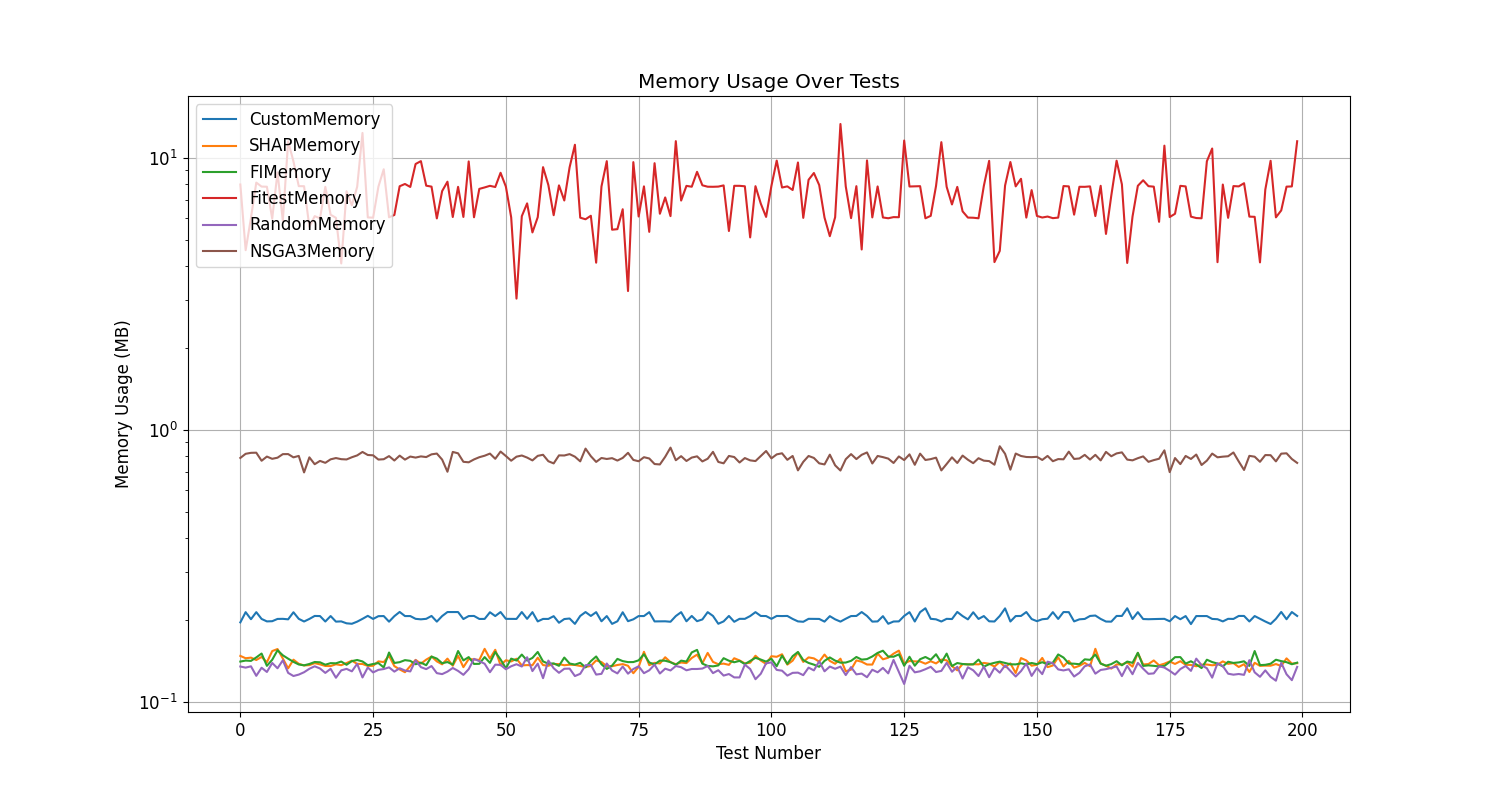 Memory Usage Over Tests
CustomMemory
SHAPMemory
FIMemory
FitestMemory
RandomMemory
NSGA3Memory
Memory Usage (MB)
10¹
10⁰
10⁻¹
0 25 50 75 100 125 150 175 200
Test Number